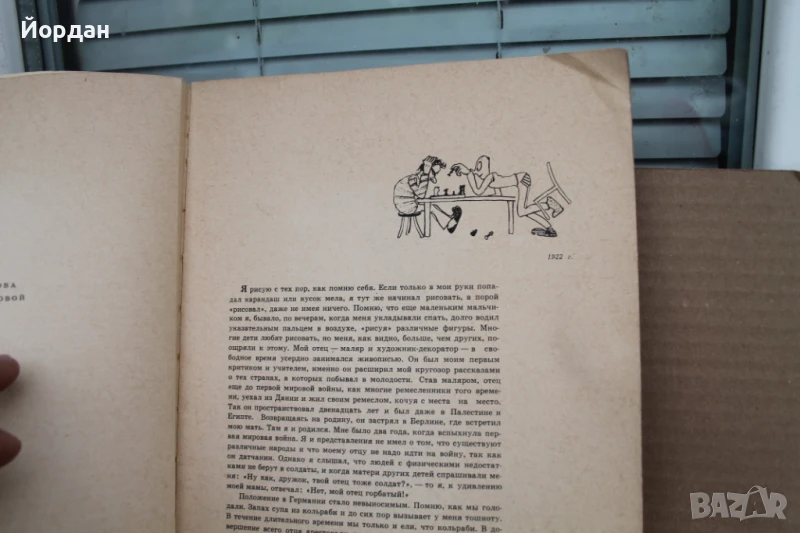 Йордан
ОВА
ОВОЙ
1922 г.
Я рисую с тех пор, как помню себя. Если только в мои руки попа-
дал карандаш или кусок мела, я тут же начинал рисовать, а порой
«рисовал», даже не имея ничего. Помню, что еще маленьким мальчи-
ком я, бывало, по вечерам, когда меня укладывали спать, долго водил
указательным пальцем в воздухе, «рисуя» различные фигуры. Мно-
гие дети любят рисовать, но меня, как видно, больше, чем других, поо-
щряли к этому. Мой отец — маляр и художник-декоратор — в сво-
бодное время усердно занимался живописью. Он был моим первым
критиком и учителем, именно он расширил мой кругозор рассказами
о тех странах, в которых побывал в молодости. Став маляром, отец
еще до первой мировой войны, как многие ремесленники того време-
ни, уехал из Дании и жил своим ремеслом, кочуя с места на место.
Так он пространствовал двенадцать лет и был даже в Палестине и
Египте. Возвращаясь на родину, он застрял в Берлине, где встретил
мою мать. Там я и родился. Мне было два года, когда вспыхнула пер-
вая мировая война. Я и представления не имел о том, что существуют
различные народы и что моему отцу не надо идти на войну, так как
он датчанин. Однако я слышал, что людей с физическими недостат-
ками не берут в солдаты, и когда матери других детей спрашивали ме-
ня: «Ну как, дружок, твой отец тоже солдат?», — то я, к удивлению
моей мамы, отвечал: «Нет, мой отец горбатый!»
Положение в Германии стало невыносимым. Помню, как мы голо-
дали. Запах супа из кольраби и до сих пор вызывает у меня тошноту.
В течение длительного времени мы только и ели, что кольраби. В до-
BAZAR